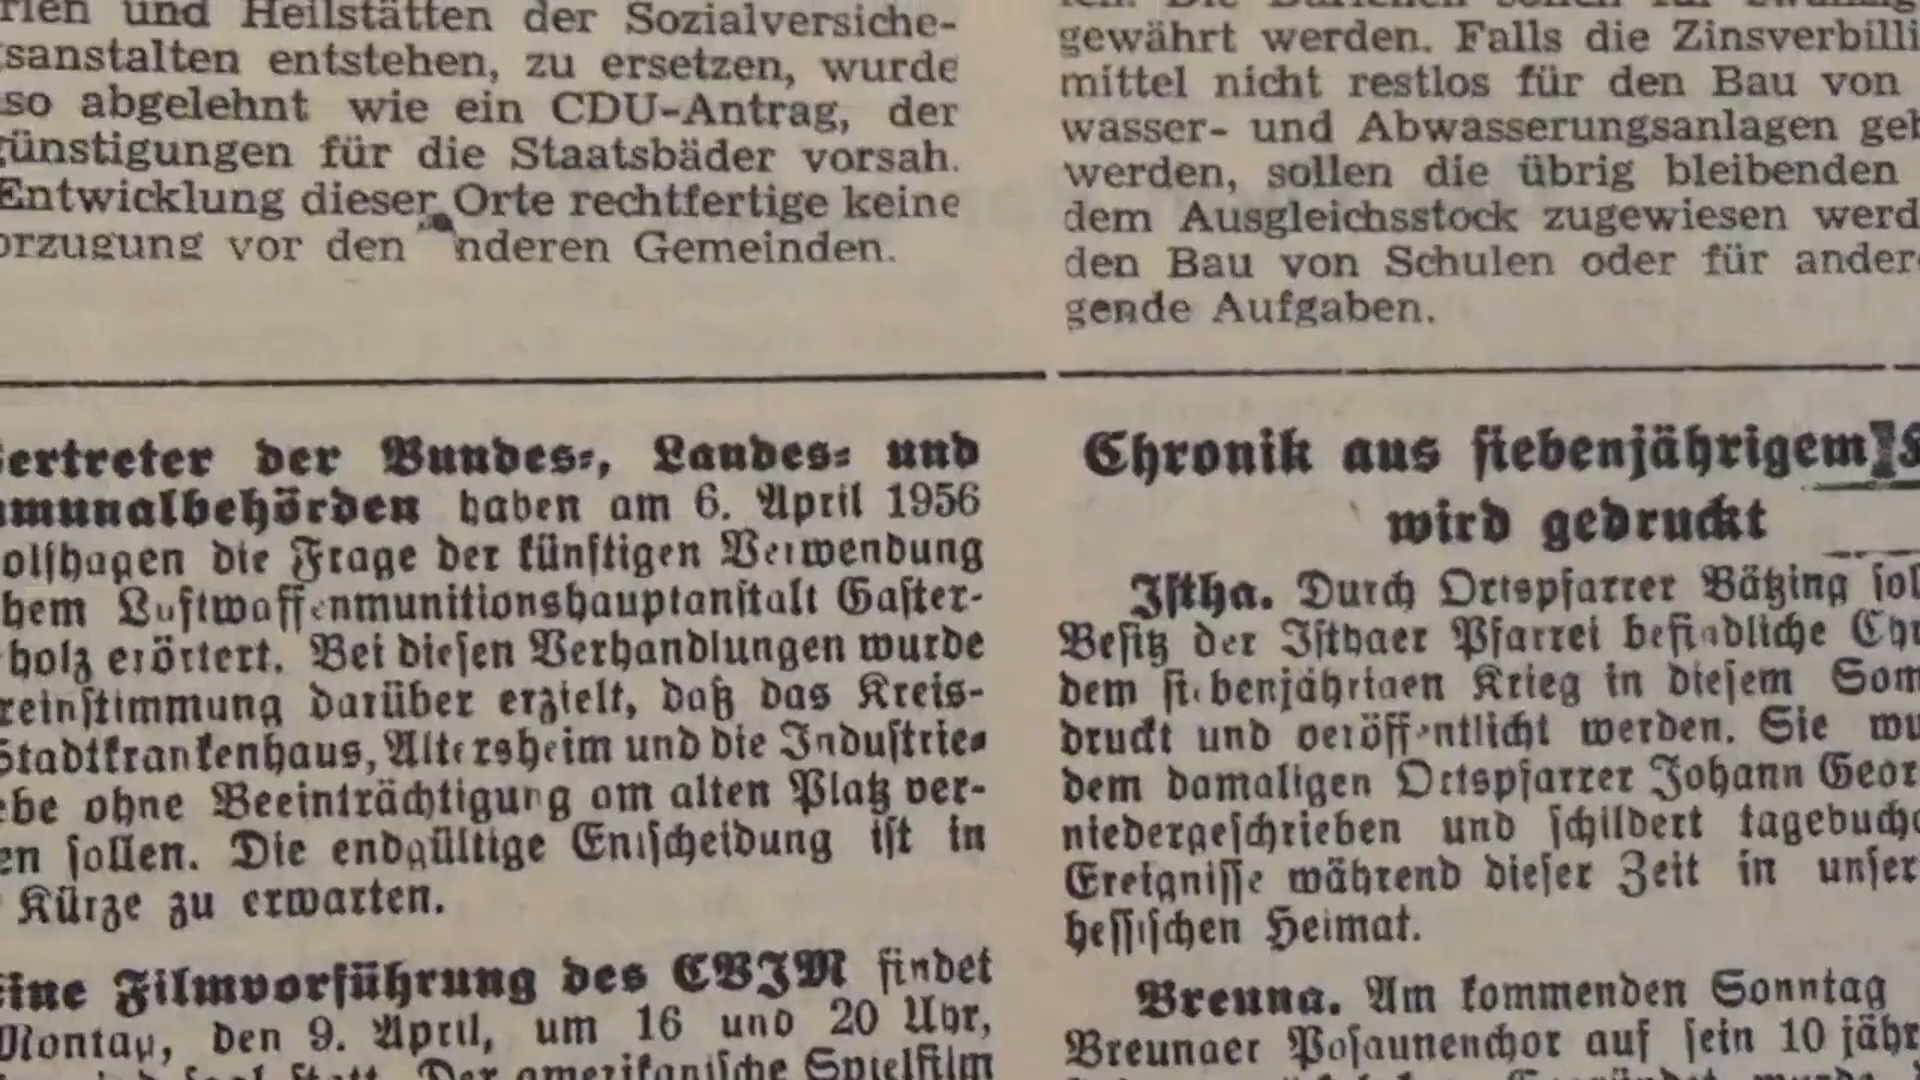 und Heilstätten der Sozialversiche-
sanstalten entstehen, zu ersetzen, wurde
so abgelehnt wie ein CDU-Antrag, der
günstigungen für die Staatsbäder vorsah.
Entwicklung dieser Orte rechtfertige keine
orzugung vor den anderen Gemeinden.
ertreter der Bundes-, Landes- und
munalbehörden haben am 6. April 1956
olfhagen die Frage der künftigen Verwendung
hem Luftwaffenmunitionshauptanstalt Gaster-
holz erörtert. Bei diesen Verhandlungen wurde
reinstimmung darüber erzielt, daß das Kreis-
Stadtkrankenhaus, Altersheim und die Industrie-
ebe ohne Beeinträchtigung am alten Platz ver-
en sollen. Die endgültige Entscheidung ist in
Kürze zu erwarten.
ine Filmvorführung des CVJM findet
Montag, den 9. April, um 16 und 20 Uhr,
Saal statt. Der amerikanische Spielfilm
gewährt werden. Falls die Zinsverbilli
mittel nicht restlos für den Bau von
wasser- und Abwasserungsanlagen geb
werden, sollen die übrig bleibenden
dem Ausgleichsstock zugewiesen werd
den Bau von Schulen oder für ander
gende Aufgaben.
Chronik aus siebenjährigem K
wird gedruckt
Istha. Durch Ortspfarrer Bätzing sol
Besitz der Isthaer Pfarrei befindliche Chr
dem siebenjährigen Krieg in diesem Som
druckt und veröffentlicht werden. Sie wu
dem damaligen Ortspfarrer Johann Geor
niedergeschrieben und schildert tagebuch
Ereignisse während dieser Zeit in unser
hessischen Heimat.
Breuna. Am kommenden Sonntag
Breunaer Posaunenchor auf sein 10 jähr